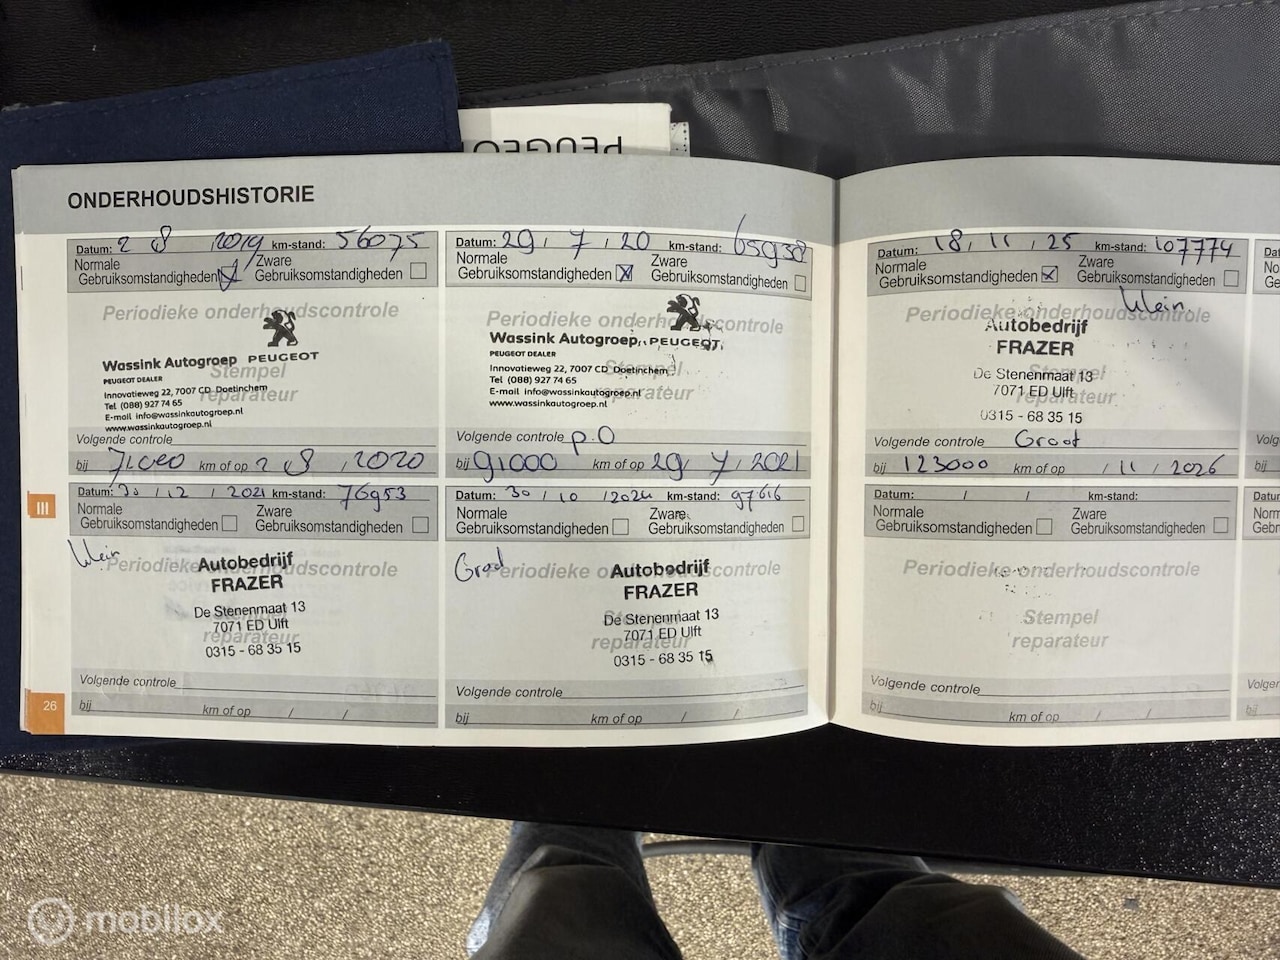 PEUGEO
ONDERHOUDSHISTORIE
Datum: 2 8 , 2019 km-stand: 56075
Normale Gebruiksomstandigheden
Zware Gebruiksomstandigheden
Periodieke onderhoudscontrole
Wassink Autogroep PEUGEOT
PEUGEOT DEALER
Stempel reparateur
Innovatieweg 22, 7007 CD Doetinchem
Tel (088) 927 74 65
E-mail info@wassinkautogroep.nl
www.wassinkautogroep.nl
Volgende controle
bij 71.000 km of op 2 8 , 2020
Datum: 29 / 7 / 20 km-stand: 65938
Normale Gebruiksomstandigheden
Zware Gebruiksomstandigheden
Periodieke onderhoudscontrole
Wassink Autogroep PEUGEOT
PEUGEOT DEALER
Stempel reparateur
Innovatieweg 22, 7007 CD Doetinchem
Tel (088) 927 74 65
E-mail info@wassinkautogroep.nl
www.wassinkautogroep.nl
Volgende controle p.O
bij 91000 km of op 29 / 7 / 2021
Datum: 18 / 11 / 25 km-stand: 107774
Normale Gebruiksomstandigheden
Zware Gebruiksomstandigheden
Klein
Periodieke onderhoudscontrole
Autobedrijf
FRAZER
Stempel reparateur
De Stenenmaat 13
7071 ED Ulft
0315 - 68 35 15
Volgende controle Groot
bij 123000 km of op / 11 / 2026
III
Datum: 30 / 12 / 2021 km-stand: 76953
Normale Gebruiksomstandigheden
Zware Gebruiksomstandigheden
Klein
Periodieke onderhoudscontrole
Autobedrijf
FRAZER
Stempel reparateur
De Stenenmaat 13
7071 ED Ulft
0315 - 68 35 15
Volgende controle
bij km of op / /
Datum: 30 / 10 / 2024 km-stand: 97616
Normale Gebruiksomstandigheden
Zware Gebruiksomstandigheden
Periodieke onderhoudscontrole
Autobedrijf
FRAZER
Stempel reparateur
De Stenenmaat 13
7071 ED Ulft
0315 - 68 35 15
Volgende controle
bij km of op / /
Datum: / / km-stand:
Normale Gebruiksomstandigheden
Zware Gebruiksomstandigheden
Periodieke onderhoudscontrole
Stempel reparateur
Volgende controle
bij km of op / /
26
mobilox